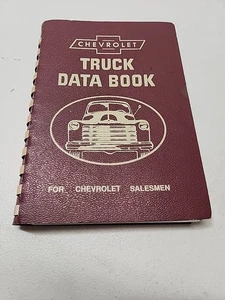 CHEVROLET
TRUCK
DATA BOOK
FOR CHEVROLET SALESMEN